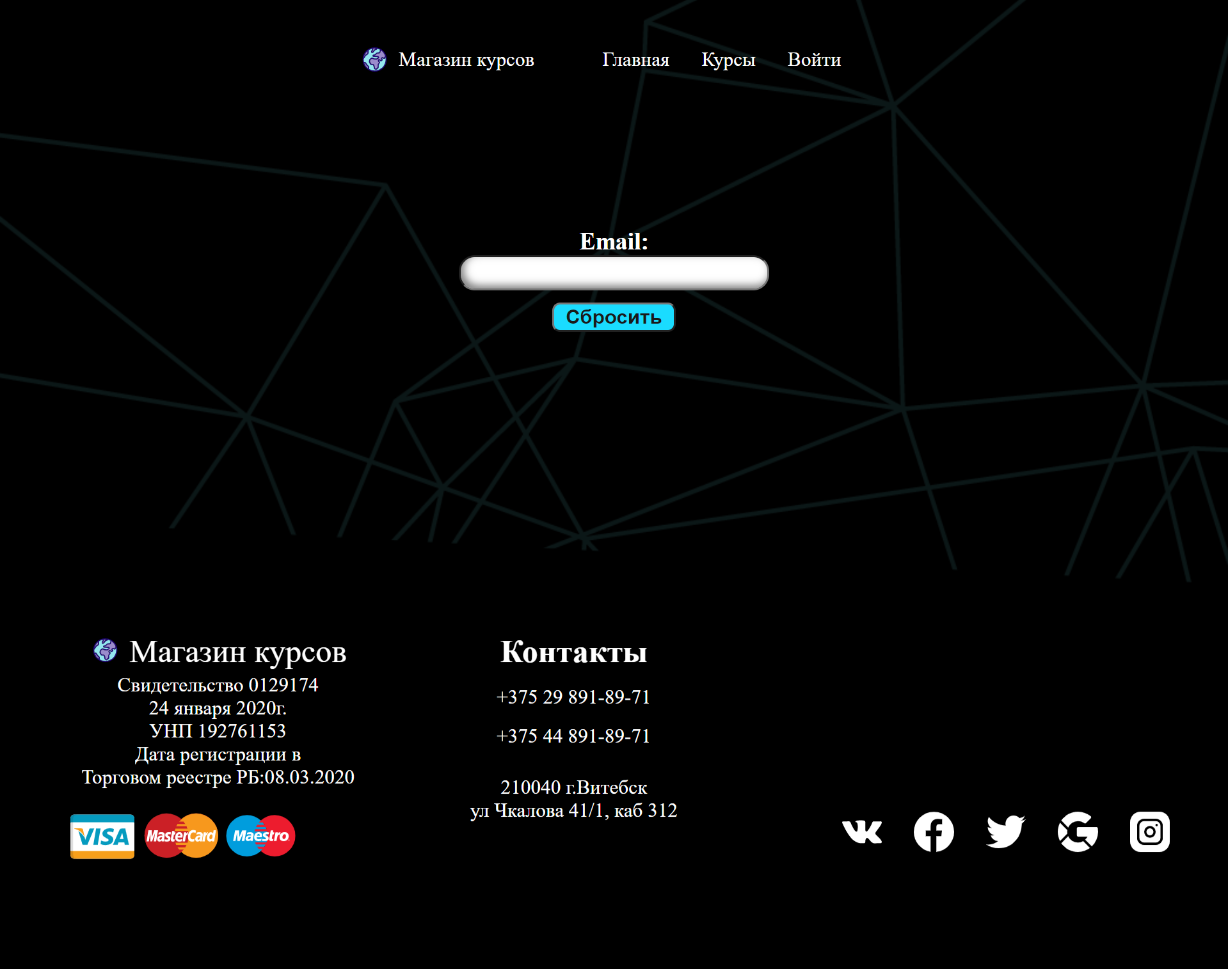 Магазин курсов Главная Курсы Войти
Email:
Сбросить
Магазин курсов
Свидетельство 0129174
24 января 2020г.
УНП 192761153
Дата регистрации в
Торговом реестре РБ:08.03.2020
VISA MasterCard Maestro
Контакты
+375 29 891-89-71
+375 44 891-89-71
210040 г.Витебск
ул Чкалова 41/1, каб 312